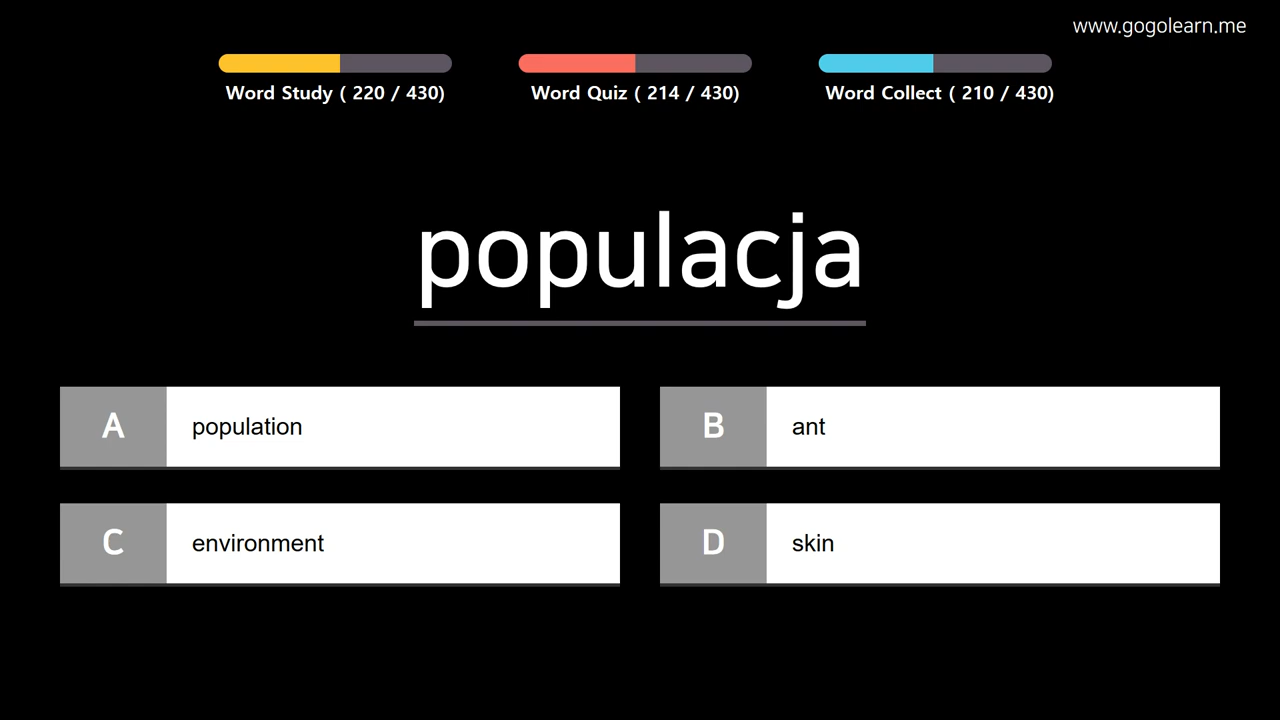 www.gogolearn.me
Word Study ( 220 / 430)
Word Quiz ( 214 / 430)
Word Collect ( 210 / 430)
populacja
A population
B ant
C environment
D skin